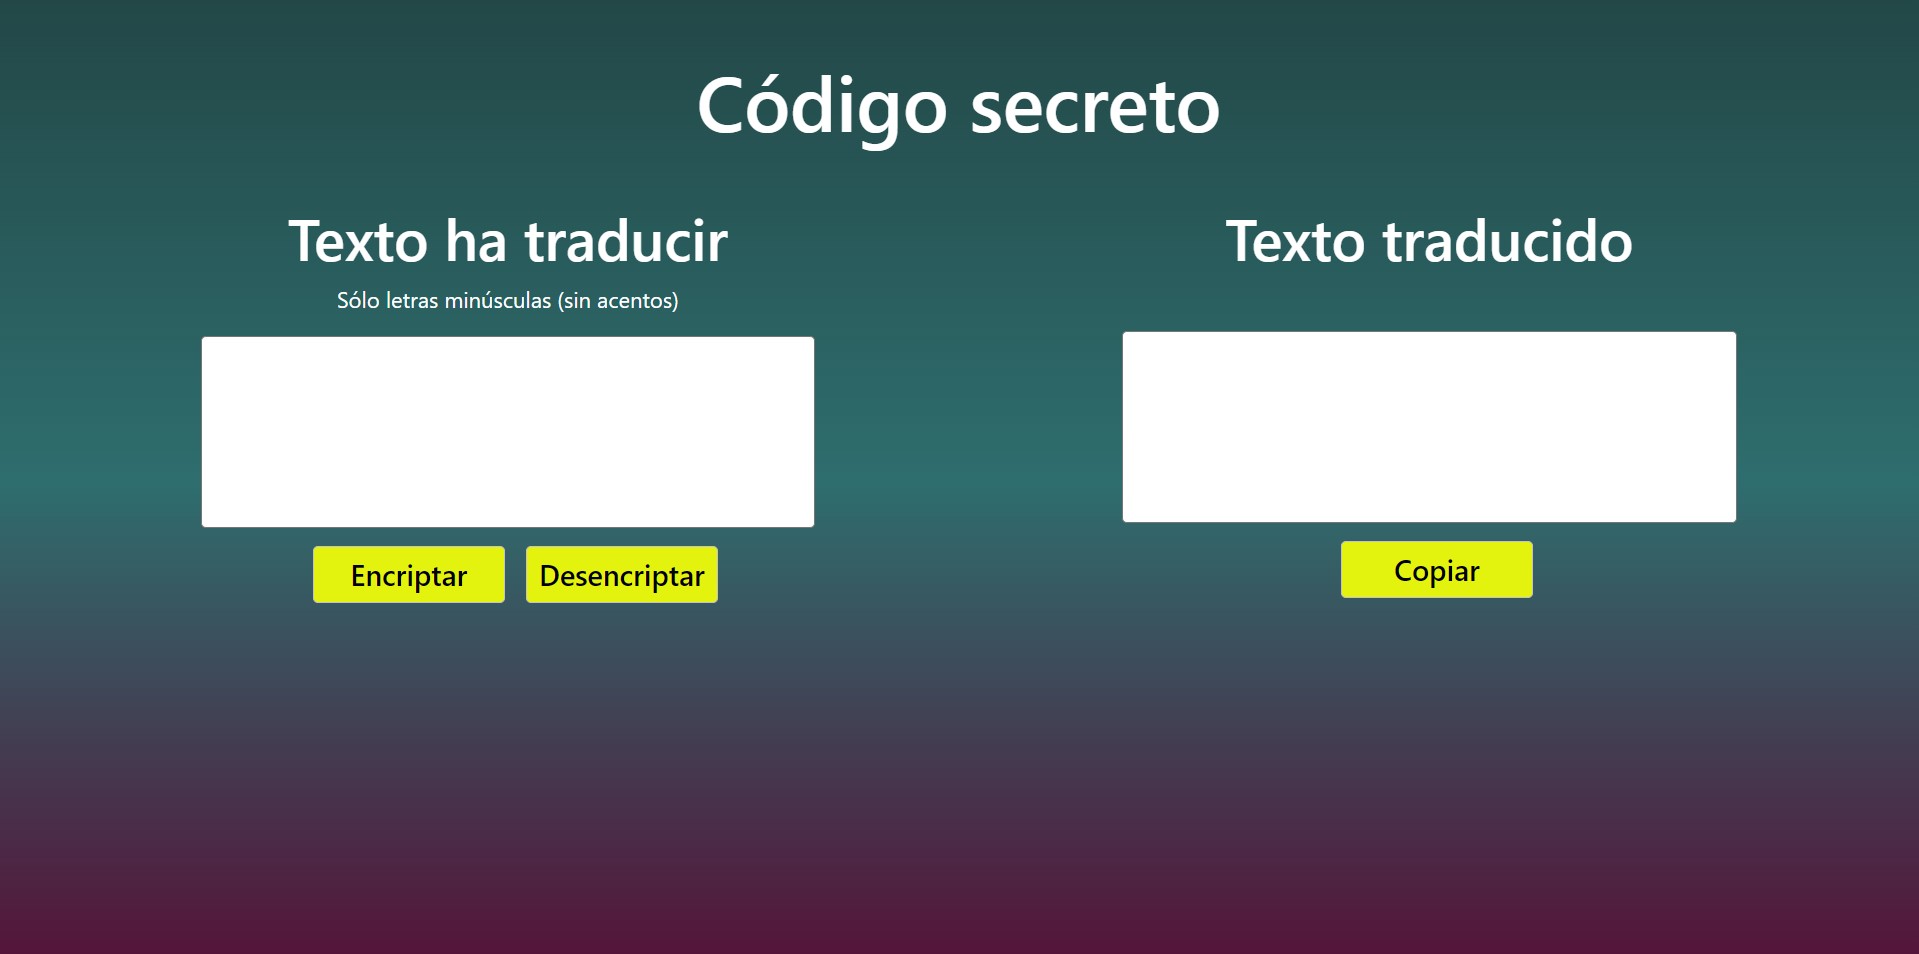 Código secreto
Texto ha traducir
Sólo letras minúsculas (sin acentos)
Encriptar
Desencriptar
Texto traducido
Copiar